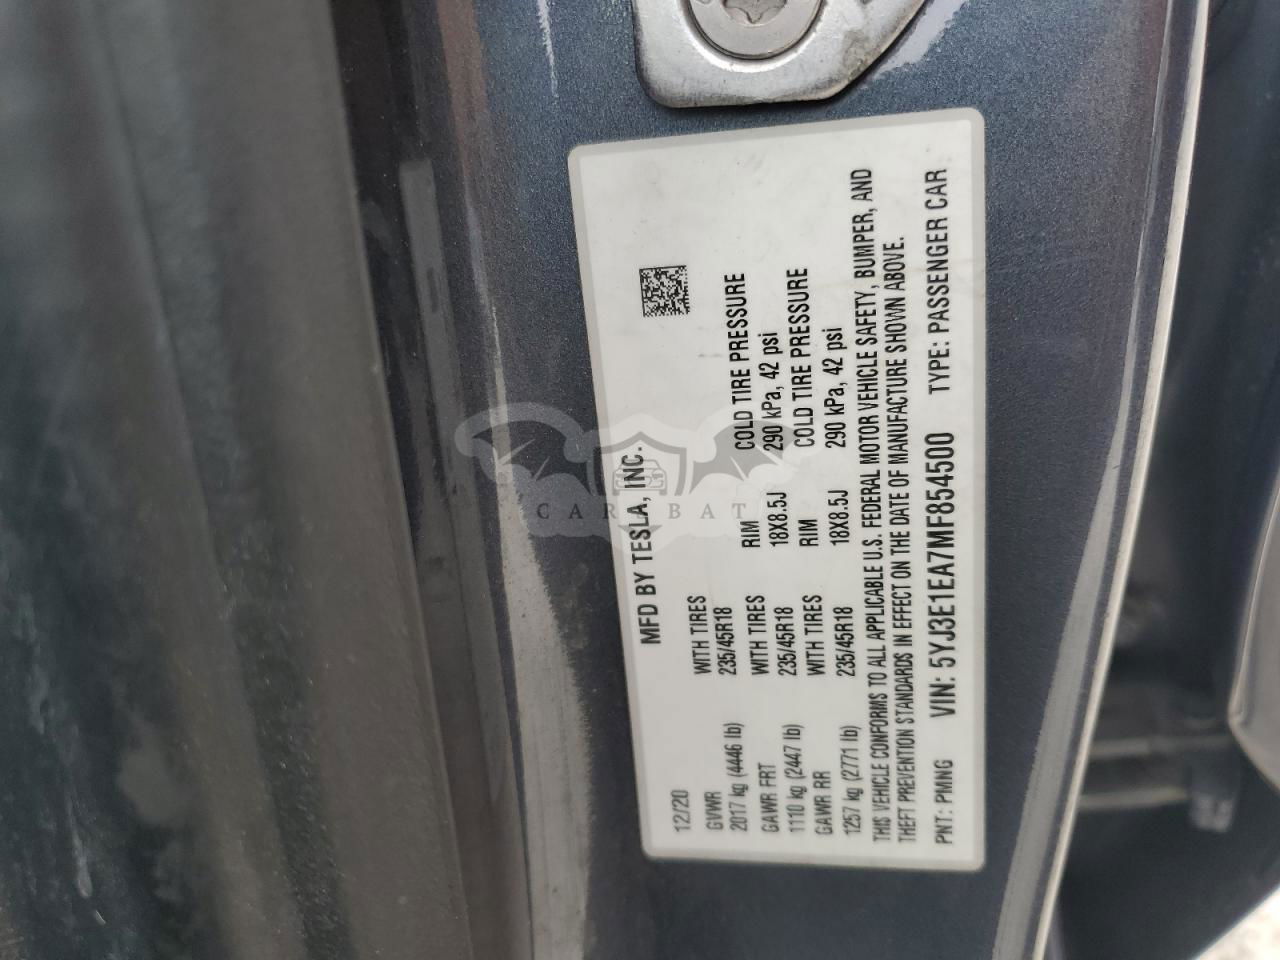 MFD BY TESLA, INC.
12/20
GVWR WITH TIRES
2017 kg (4446 lb) 235/45R18
GAWR FRT WITH TIRES RIM COLD TIRE PRESSURE
1110 kg (2447 lb) 235/45R18 18X8.5J 290 kPa, 42 psi
GAWR RR WITH TIRES RIM COLD TIRE PRESSURE
1257 kg (2771 lb) 235/45R18 18X8.5J 290 kPa, 42 psi
THIS VEHICLE CONFORMS TO ALL APPLICABLE U.S. FEDERAL MOTOR VEHICLE SAFETY, BUMPER, AND
THEFT PREVENTION STANDARDS IN EFFECT ON THE DATE OF MANUFACTURE SHOWN ABOVE.
PNT: PMNG VIN: 5YJ3E1EA7MF854500 TYPE: PASSENGER CAR